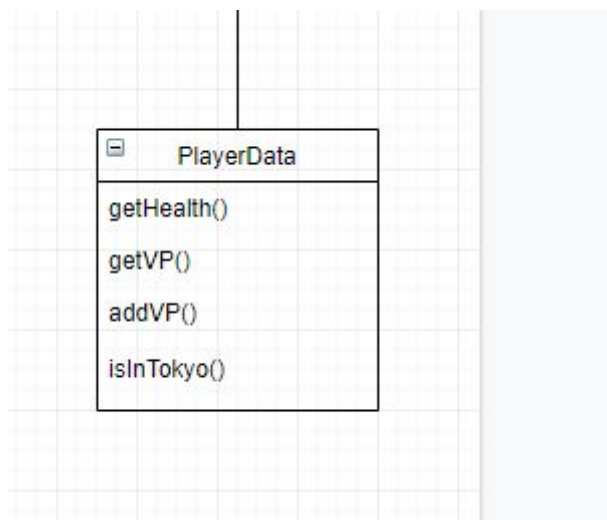 PlayerData
getHealth()
getVP()
addVP()
isInTokyo()